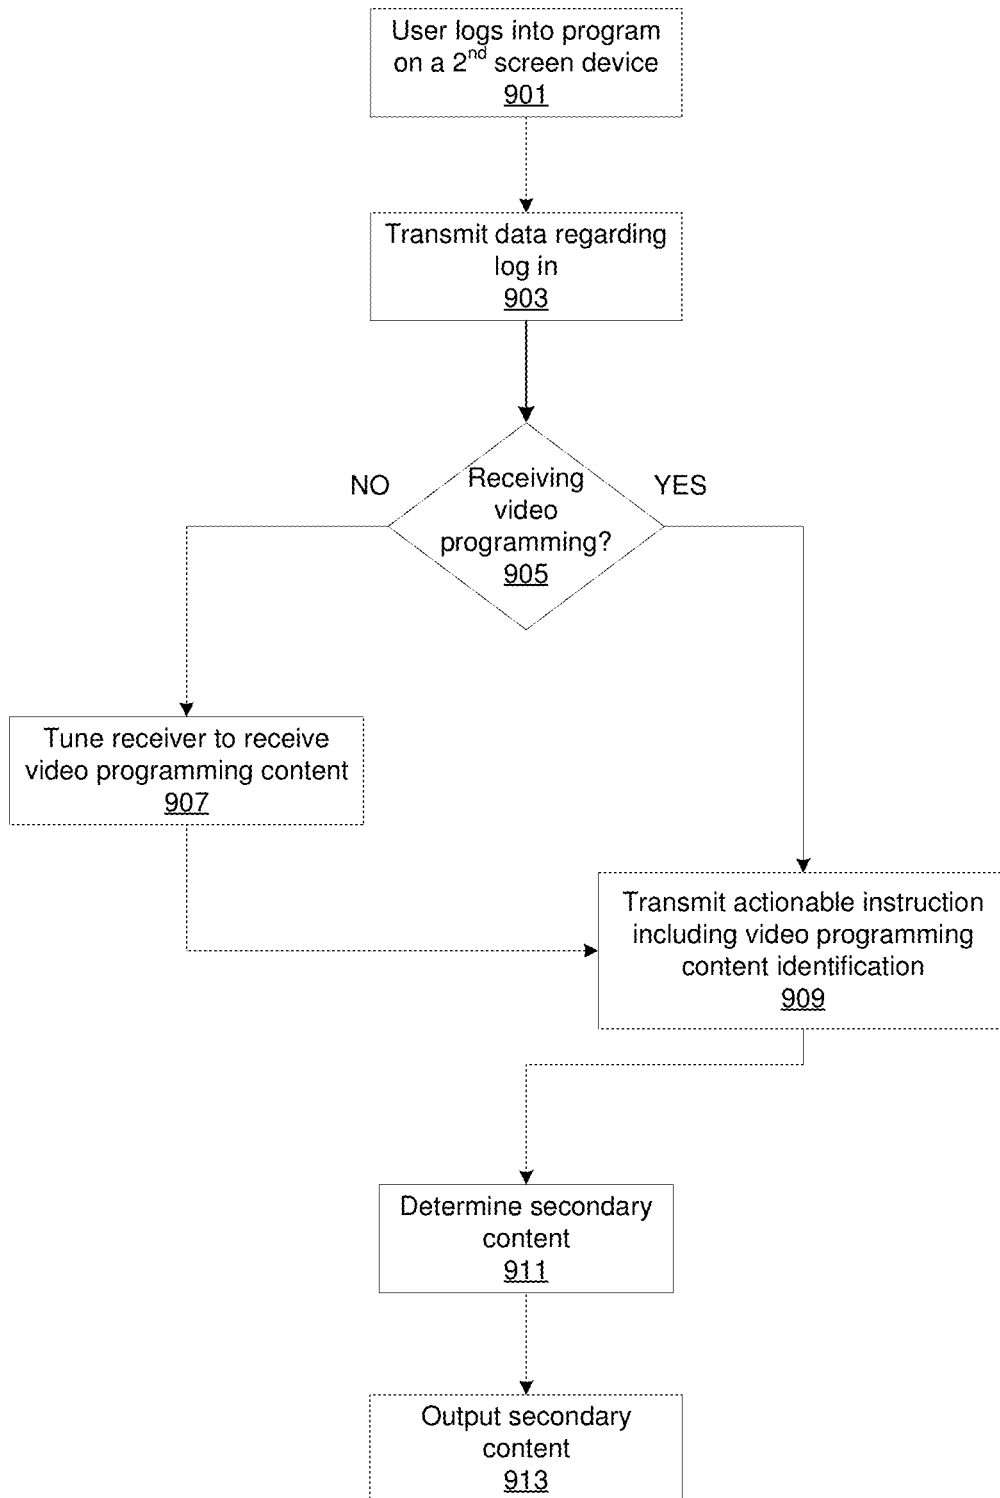 User logs into program
on a 2nd screen device
901
Transmit data regarding
log in
903
NO
YES
Receiving
video
programming?
905
Tune receiver to receive
video programming content
907
Transmit actionable instruction
including video programming
content identification
909
Determine secondary
content
911
Output secondary
content
913